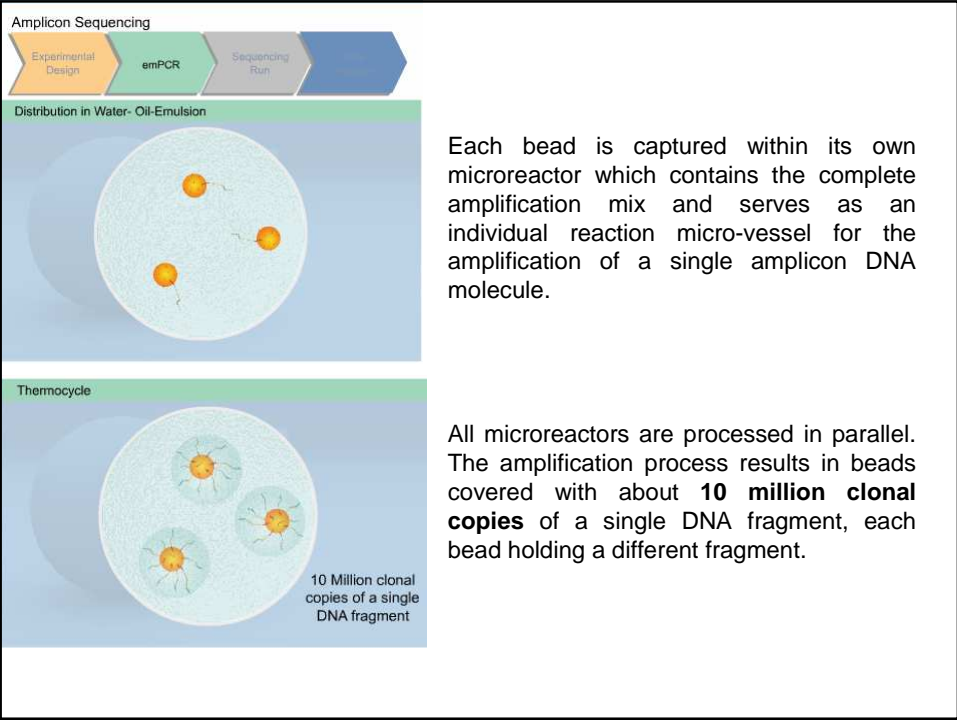 Amplicon Sequencing
Experimental
Design
emPCR
Sequencing
Run
Distribution in Water- Oil-Emulsion
Each bead is captured within its own
microreactor which contains the complete
amplification mix and serves as an
individual reaction micro-vessel for the
amplification of a single amplicon DNA
molecule.
Thermocycle
10 Million clonal
copies of a single
DNA fragment
All microreactors are processed in parallel.
The amplification process results in beads
covered with about 10 million clonal
copies of a single DNA fragment, each
bead holding a different fragment.